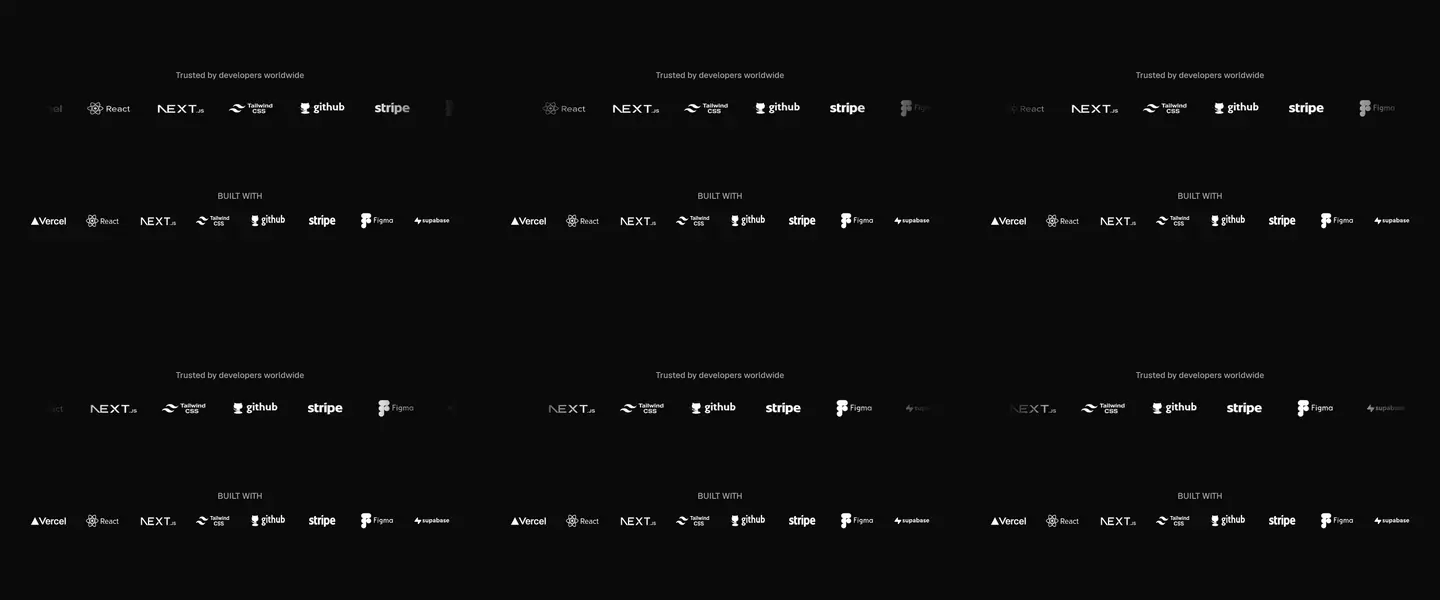 Trusted by developers worldwide Trusted by developers worldwide Trusted by developers worldwide
React NEXT.JS Tailwind CSS github stripe React NEXT.JS Tailwind CSS github stripe Figma React NEXT.JS Tailwind CSS github stripe Figma
BUILT WITH BUILT WITH BUILT WITH
Vercel React NEXT.JS Tailwind CSS github stripe Figma supabase Vercel React NEXT.JS Tailwind CSS github stripe Figma supabase Vercel React NEXT.JS Tailwind CSS github stripe Figma supabase
Trusted by developers worldwide Trusted by developers worldwide Trusted by developers worldwide
NEXT.JS Tailwind CSS github stripe Figma NEXT.JS Tailwind CSS github stripe Figma NEXT.JS Tailwind CSS github stripe Figma supabase
BUILT WITH BUILT WITH BUILT WITH
Vercel React NEXT.JS Tailwind CSS github stripe Figma supabase Vercel React NEXT.JS Tailwind CSS github stripe Figma supabase Vercel React NEXT.JS Tailwind CSS github stripe Figma supabase